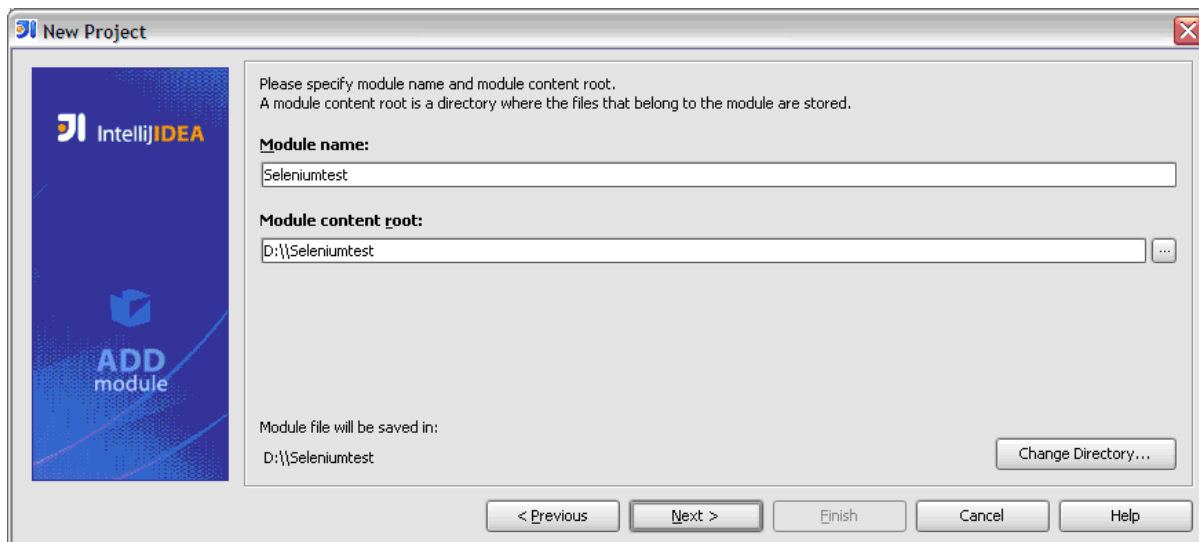 New Project
IntelliJIDEA
ADD
module
Please specify module name and module content root.
A module content root is a directory where the files that belong to the module are stored.
Module name:
Seleniumtest
Module content root:
D:\\Seleniumtest
...
Module file will be saved in:
D:\\Seleniumtest
Change Directory...
< Previous
Next >
Finish
Cancel
Help